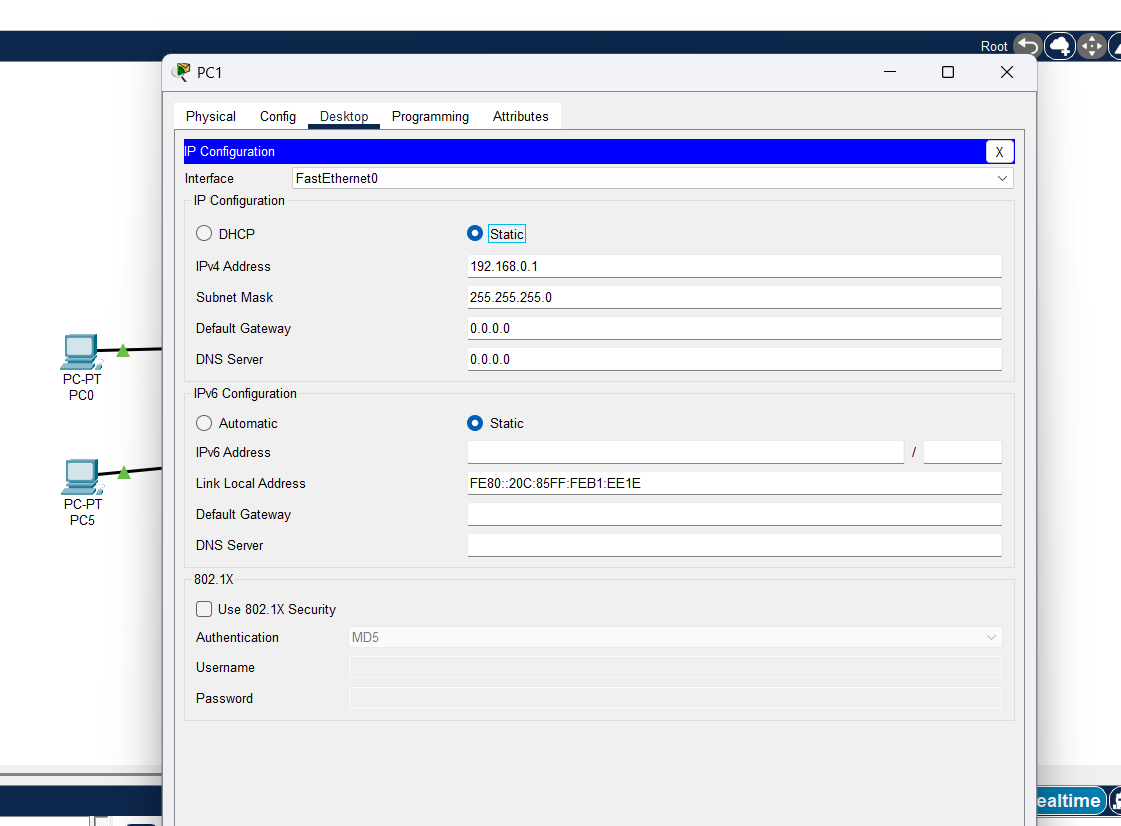 Root
PC1
Physical Config Desktop Programming Attributes
IP Configuration X
Interface FastEthernet0
IP Configuration
DHCP Static
IPv4 Address 192.168.0.1
Subnet Mask 255.255.255.0
Default Gateway 0.0.0.0
DNS Server 0.0.0.0
PC-PT
PC0
IPv6 Configuration
Automatic Static
IPv6 Address /
Link Local Address FE80::20C:85FF:FEB1:EE1E
Default Gateway
DNS Server
PC-PT
PC5
802.1X
Use 802.1X Security
Authentication MD5
Username
Password
ealtime